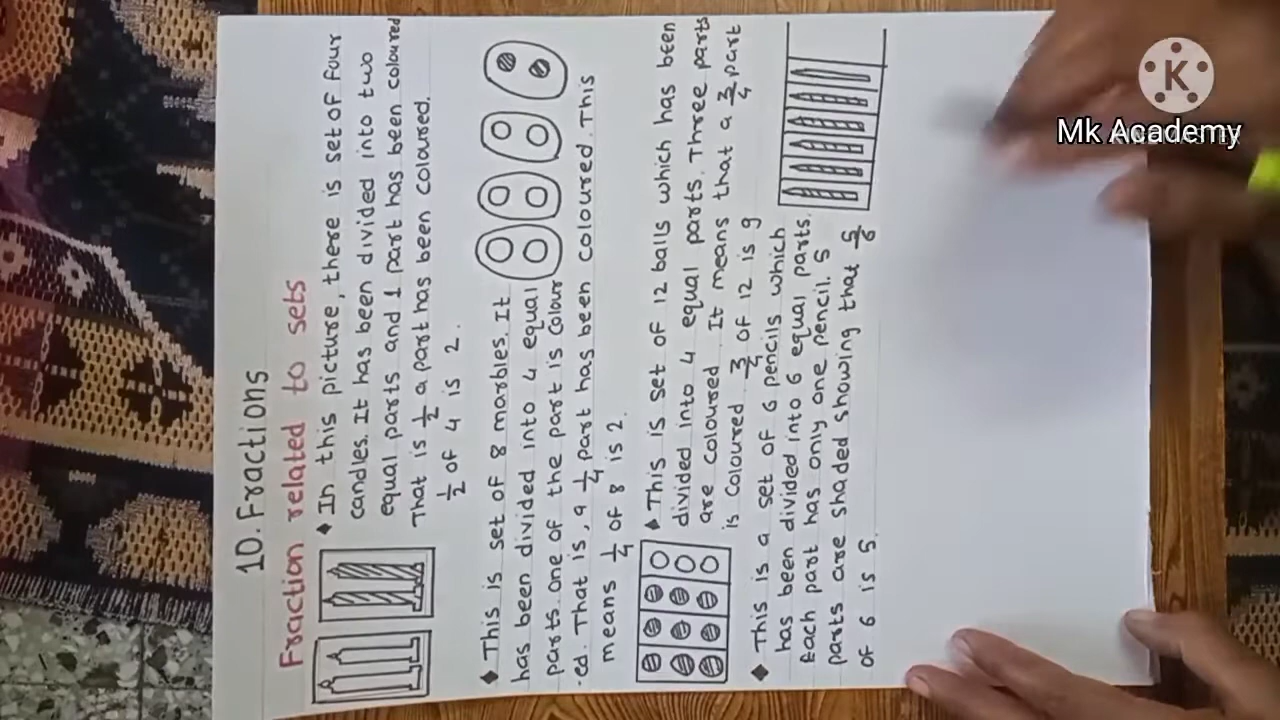 10. Fractions
Fraction related to sets
♦ In this picture, there is set of four
candles. It has been divided into two
equal parts and 1 part has been coloured
That is 1/2 a part has been coloured.
1/2 of 4 is 2.
♦ This is set of 8 marbles. It
has been divided into 4 equal
parts one of the part is colour
-ed. That is, a 1/4 part has been coloured. This
means 1/4 of 8 is 2.
♦ This is set of 12 balls which has been
divided into 4 equal parts. Three parts
are coloured. It means that a 3/4 part
is coloured 3/4 of 12 is 9
♦ This is a set of 6 pencils which
has been divided into 6 equal parts.
Each part has only one pencil. 5
parts are shaded showing that 5/6
of 6 is 5.
K
Mk Academy